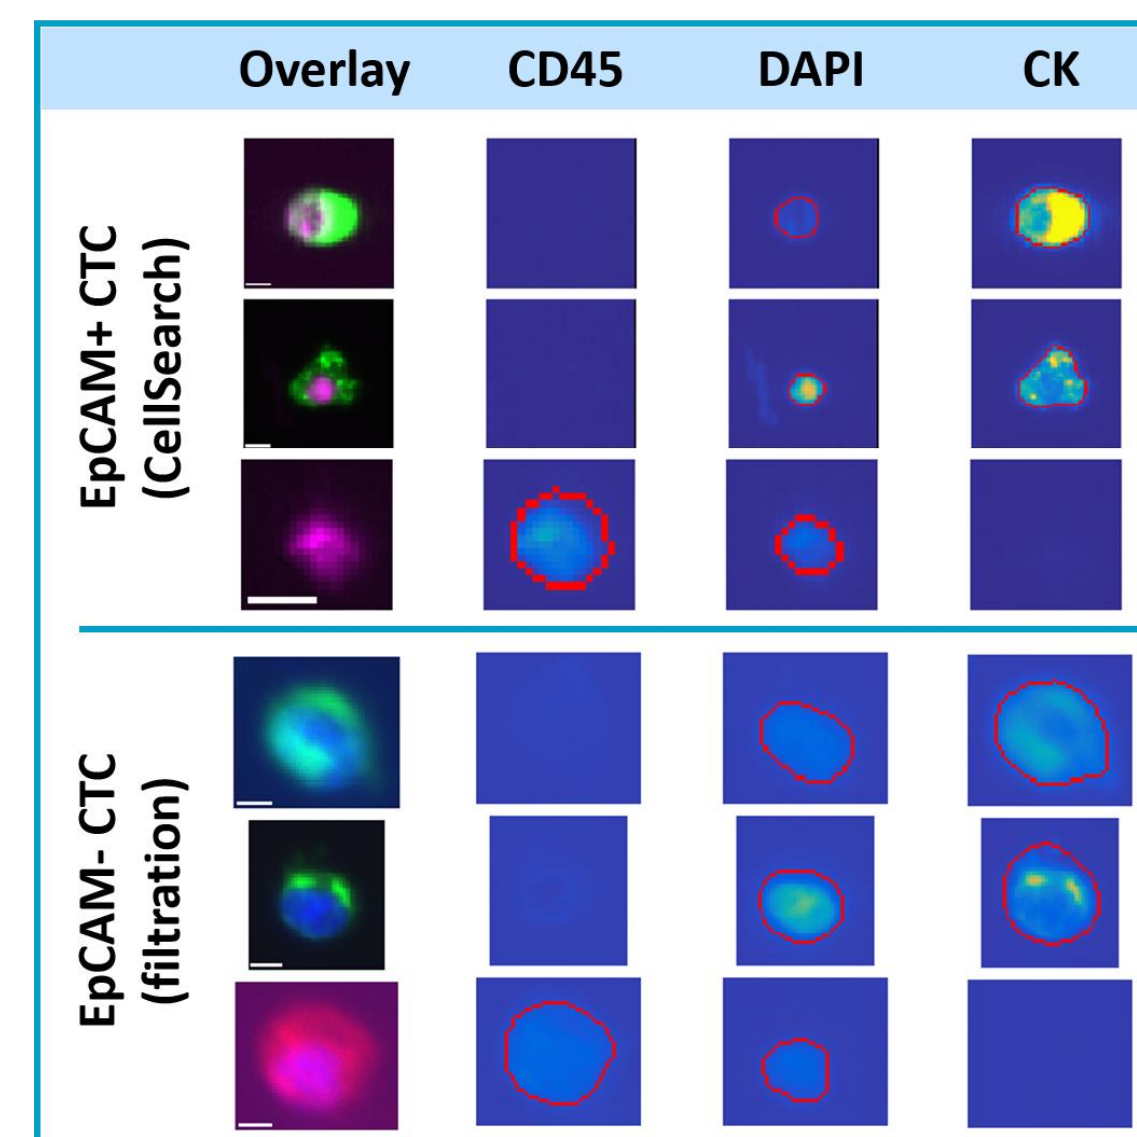 Overlay CD45 DAPI CK
EpCAM+ CTC
(CellSearch)
EpCAM- CTC
(filtration)